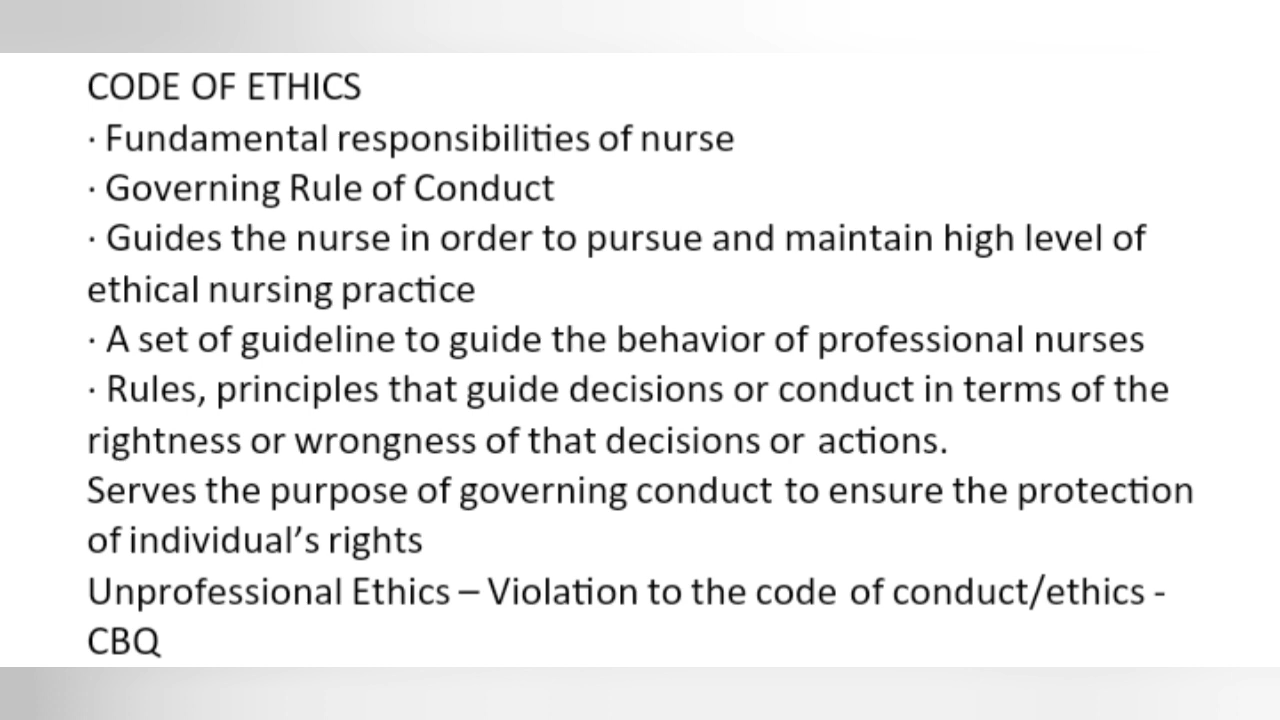 CODE OF ETHICS
· Fundamental responsibilities of nurse
· Governing Rule of Conduct
· Guides the nurse in order to pursue and maintain high level of
ethical nursing practice
· A set of guideline to guide the behavior of professional nurses
· Rules, principles that guide decisions or conduct in terms of the
rightness or wrongness of that decisions or actions.
Serves the purpose of governing conduct to ensure the protection
of individual’s rights
Unprofessional Ethics – Violation to the code of conduct/ethics -
CBQ